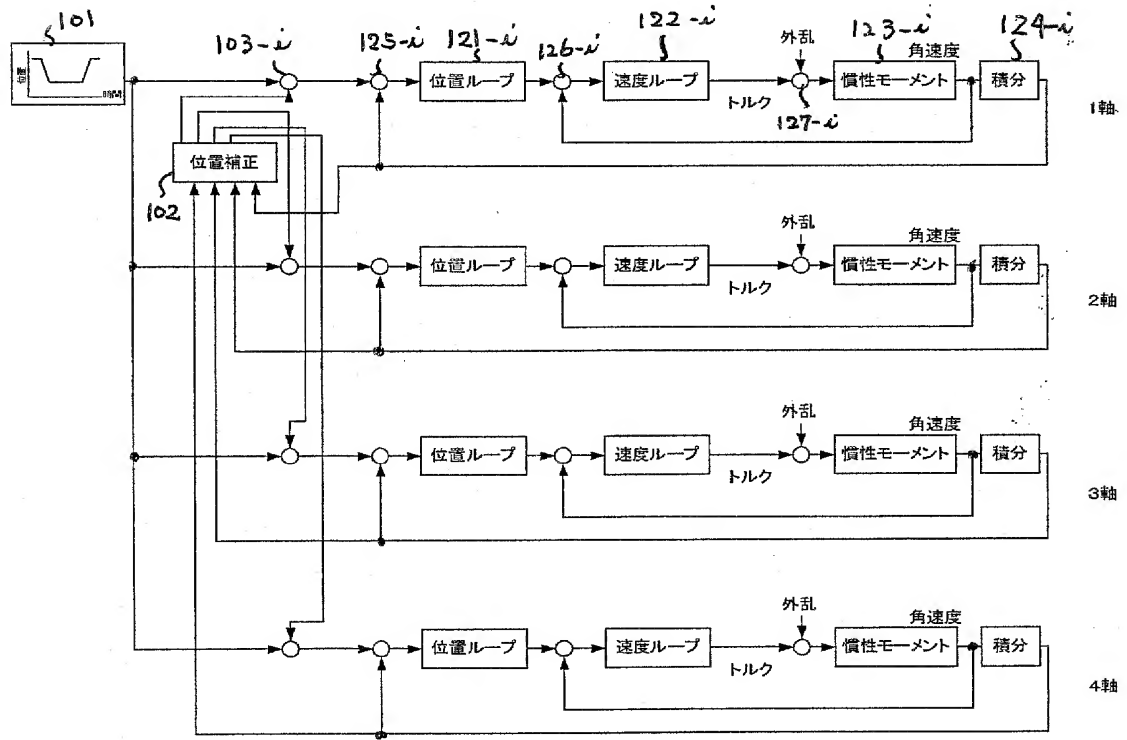 101
位置
時間
103-i
125-i
121-i
位置ループ
126-i
122-i
速度ループ
トルク
外乱
127-i
123-i
角速度
慣性モーメント
124-i
積分
1軸
位置補正
102
位置ループ
速度ループ
トルク
外乱
角速度
慣性モーメント
積分
2軸
位置ループ
速度ループ
トルク
外乱
角速度
慣性モーメント
積分
3軸
位置ループ
速度ループ
トルク
外乱
角速度
慣性モーメント
積分
4軸